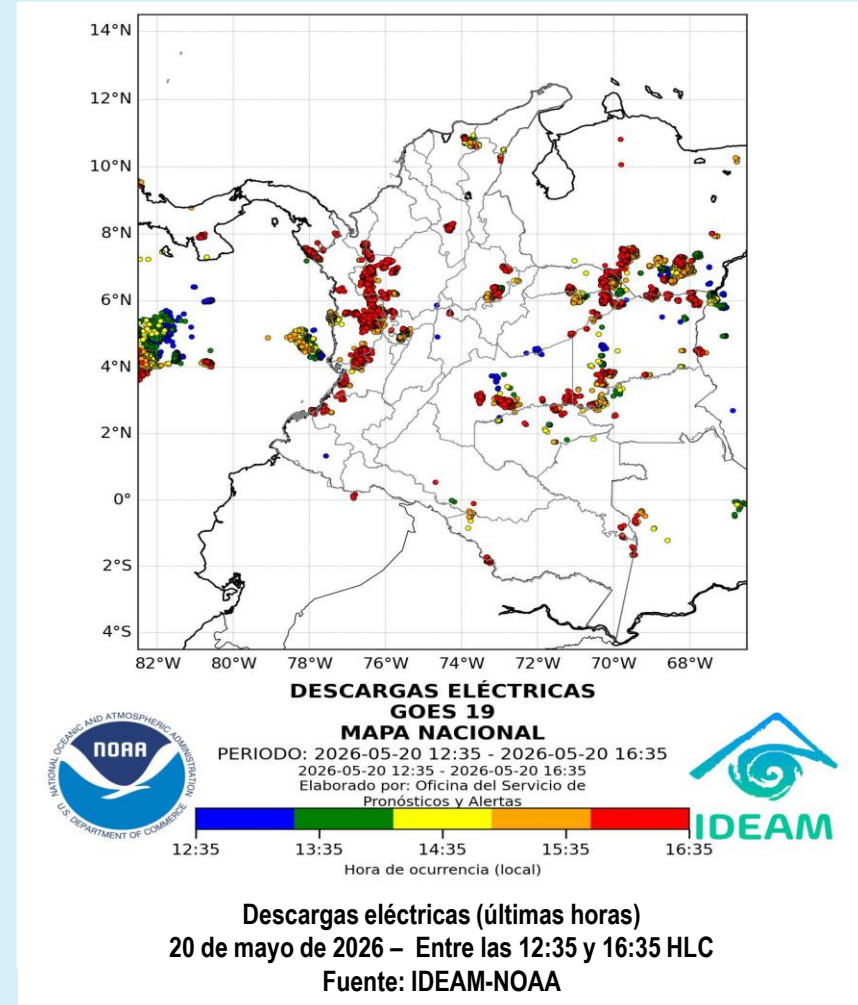 14°N
12°N
10°N
8°N
6°N
4°N
2°N
0°
2°S
4°S
82°W 80°W 78°W 76°W 74°W 72°W 70°W 68°W
DESCARGAS ELÉCTRICAS
GOES 19
MAPA NACIONAL
PERIODO: 2026-05-20 12:35 - 2026-05-20 16:35
2026-05-20 12:35 - 2026-05-20 16:35
Elaborado por: Oficina del Servicio de
Pronósticos y Alertas
NATIONAL OCEANIC AND ATMOSPHERIC ADMINISTRATION
NOAA
U.S. DEPARTMENT OF COMMERCE
IDEAM
12:35 13:35 14:35 15:35 16:35
Hora de ocurrencia (local)
Descargas eléctricas (últimas horas)
20 de mayo de 2026 – Entre las 12:35 y 16:35 HLC
Fuente: IDEAM-NOAA